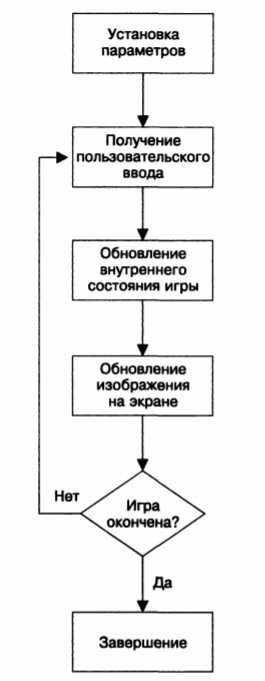 Установка
параметров
Получение
пользовательского
ввода
Обновление
внутреннего
состояния игры
Обновление
изображения
на экране
Игра
окончена?
Нет
Да
Завершение